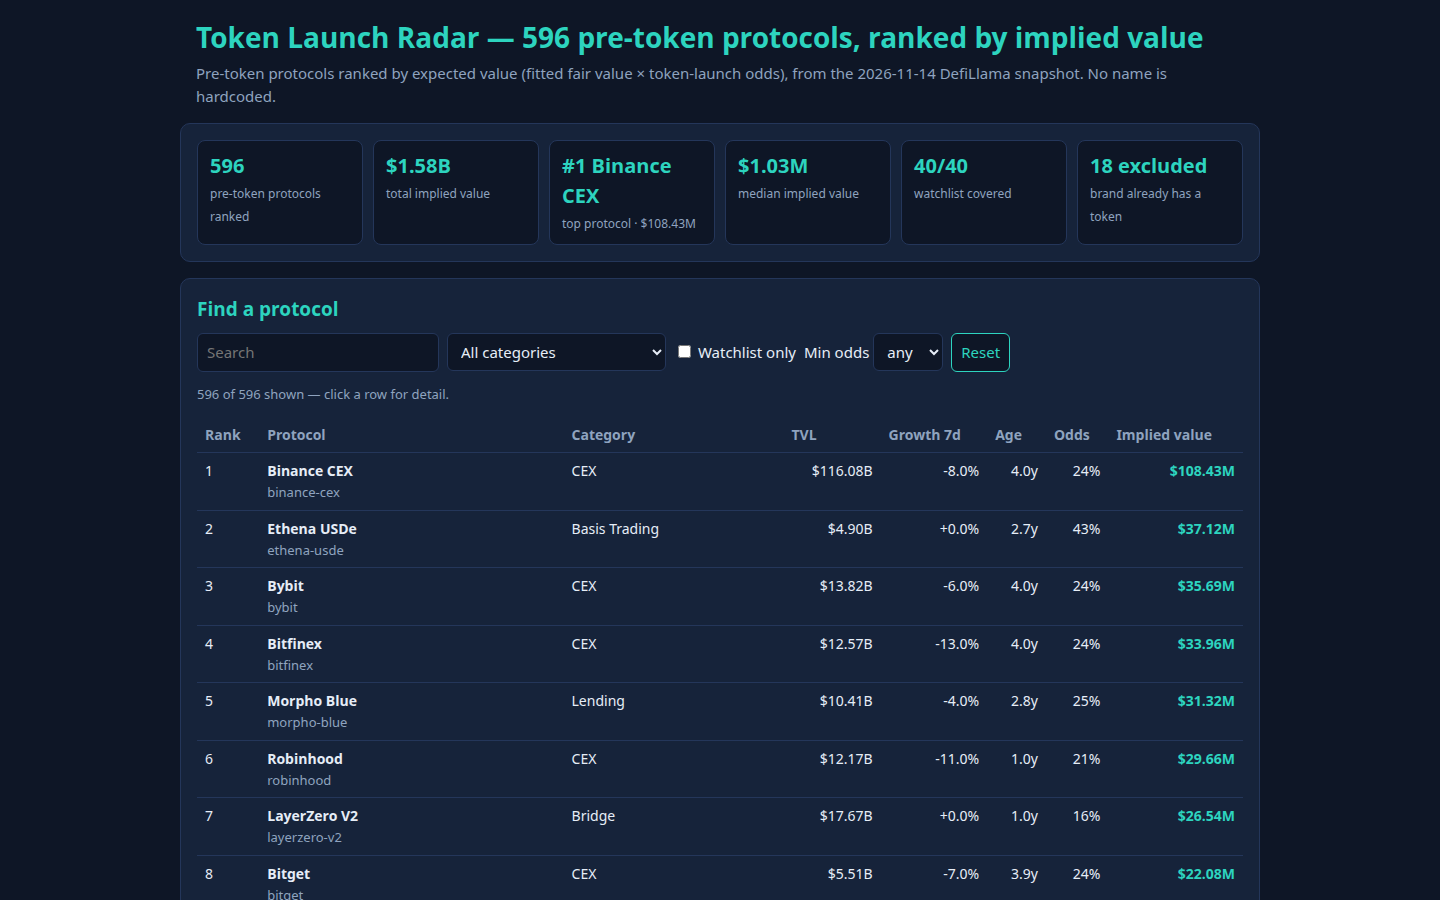 Token Launch Radar — 596 pre-token protocols, ranked by implied value
Pre-token protocols ranked by expected value (fitted fair value × token-launch odds), from the 2026-11-14 DefiLlama snapshot. No name is
hardcoded.
596
pre-token protocols
ranked
$1.58B
total implied value
#1 Binance
CEX
top protocol · $108.43M
$1.03M
median implied value
40/40
watchlist covered
18 excluded
brand already has a
token
Find a protocol
Search All categories Watchlist only Min odds any Reset
596 of 596 shown — click a row for detail.
Rank Protocol Category TVL Growth 7d Age Odds Implied value
1 Binance CEX CEX $116.08B -8.0% 4.0y 24% $108.43M
binance-cex
2 Ethena USDe Basis Trading $4.90B +0.0% 2.7y 43% $37.12M
ethena-usde
3 Bybit CEX $13.82B -6.0% 4.0y 24% $35.69M
bybit
4 Bitfinex CEX $12.57B -13.0% 4.0y 24% $33.96M
bitfinex
5 Morpho Blue Lending $10.41B -4.0% 2.8y 25% $31.32M
morpho-blue
6 Robinhood CEX $12.17B -11.0% 1.0y 21% $29.66M
robinhood
7 LayerZero V2 Bridge $17.67B +0.0% 1.0y 16% $26.54M
layerzero-v2
8 Bitget CEX $5.51B -7.0% 3.9y 24% $22.08M
bitget